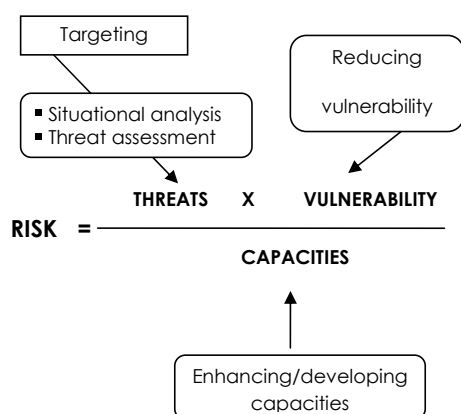 Targeting
Reducing
vulnerability
▪ Situational analysis
▪ Threat assessment
THREATS X VULNERABILITY
RISK =
CAPACITIES
Enhancing/developing
capacities